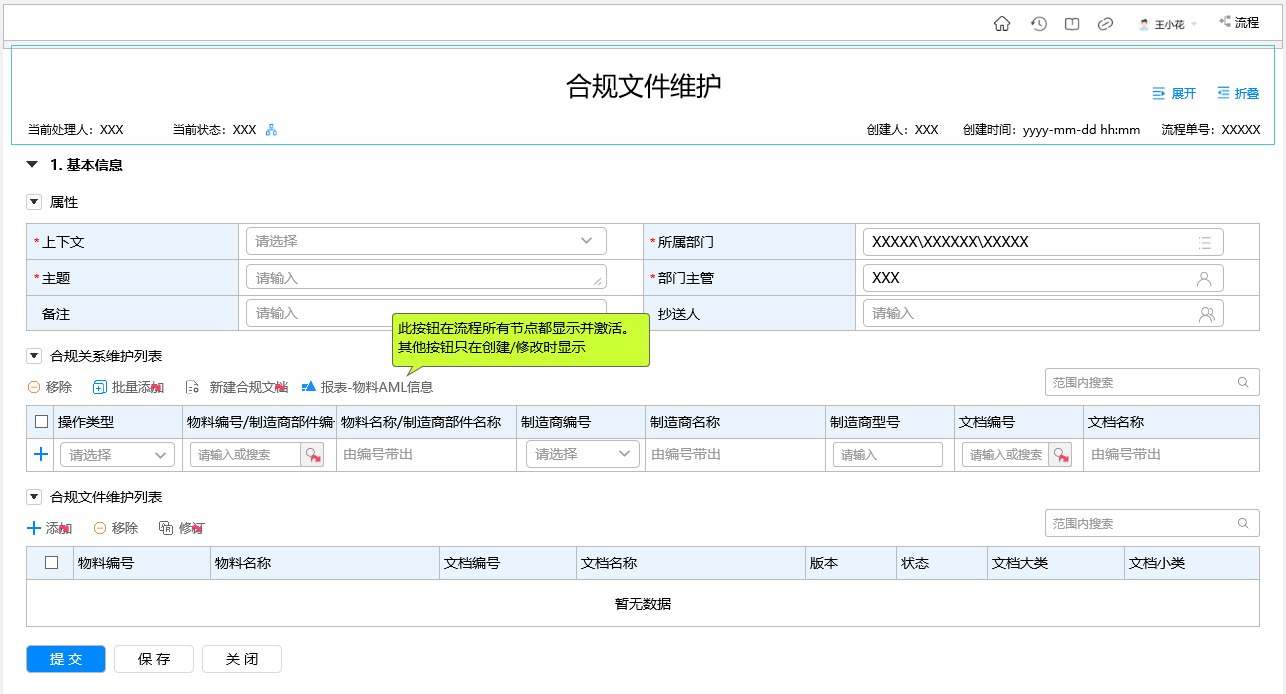 王小花 流程
合规文件维护
展开 折叠
当前处理人：XXX 当前状态：XXX 创建人：XXX 创建时间：yyyy-mm-dd hh:mm 流程单号：XXXXX
1. 基本信息
属性
*上下文 请选择 *所属部门 XXXXX\XXXXXX\XXXXX
*主题 请输入 *部门主管 XXX
备注 请输入 抄送人 请输入
此按钮在流程所有节点都显示并激活。
其他按钮只在创建/修改时显示
合规关系维护列表
移除 批量添加 新建合规文档 报表-物料AML信息 范围内搜索
操作类型 物料编号/制造商部件编 物料名称/制造商部件名称 制造商编号 制造商名称 制造商型号 文档编号 文档名称
请选择 请输入或搜索 由编号带出 请选择 由编号带出 请输入 请输入或搜索 由编号带出
合规文件维护列表
添加 移除 修订 范围内搜索
物料编号 物料名称 文档编号 文档名称 版本 状态 文档大类 文档小类
暂无数据
提 交 保 存 关 闭